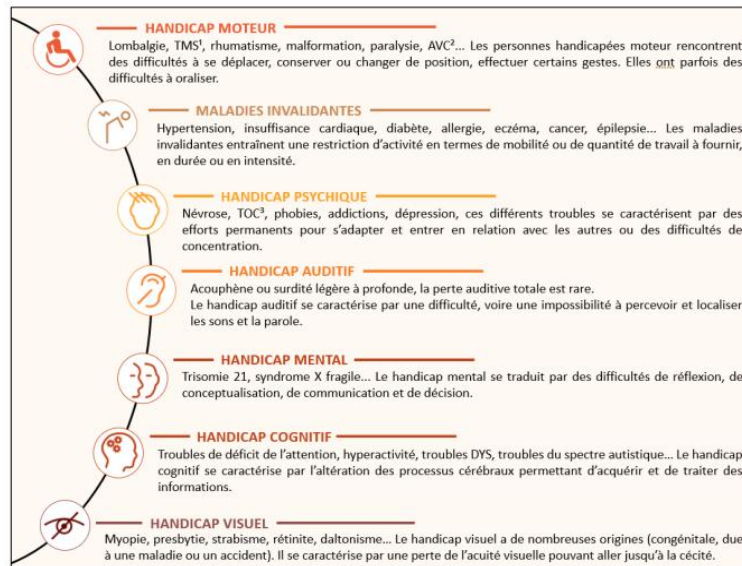 HANDICAP MOTEUR
Lombalgie, TMS¹, rhumatisme, malformation, paralysie, AVC²... Les personnes handicapées moteur rencontrent
des difficultés à se déplacer, conserver ou changer de position, effectuer certains gestes. Elles ont parfois des
difficultés à oraliser.
MALADIES INVALIDANTES
Hypertension, insuffisance cardiaque, diabète, allergie, eczéma, cancer, épilepsie... Les maladies
invalidantes entraînent une restriction d'activité en termes de mobilité ou de quantité de travail à fournir,
en durée ou en intensité.
HANDICAP PSYCHIQUE
Névrose, TOC³, phobies, addictions, dépression, ces différents troubles se caractérisent par des
efforts permanents pour s'adapter et entrer en relation avec les autres ou des difficultés de
concentration.
HANDICAP AUDITIF
Acouphène ou surdité légère à profonde, la perte auditive totale est rare.
Le handicap auditif se caractérise par une difficulté, voire une impossibilité à percevoir et localiser
les sons et la parole.
HANDICAP MENTAL
Trisomie 21, syndrome X fragile... Le handicap mental se traduit par des difficultés de réflexion, de
conceptualisation, de communication et de décision.
HANDICAP COGNITIF
Troubles de déficit de l'attention, hyperactivité, troubles DYS, troubles du spectre autistique... Le handicap
cognitif se caractérise par l'altération des processus cérébraux permettant d'acquérir et de traiter des
informations.
HANDICAP VISUEL
Myopie, presbytie, strabisme, rétinite, daltonisme... Le handicap visuel a de nombreuses origines (congénitale, due
à une maladie ou un accident). Il se caractérise par une perte de l'acuité visuelle pouvant aller jusqu'à la cécité.